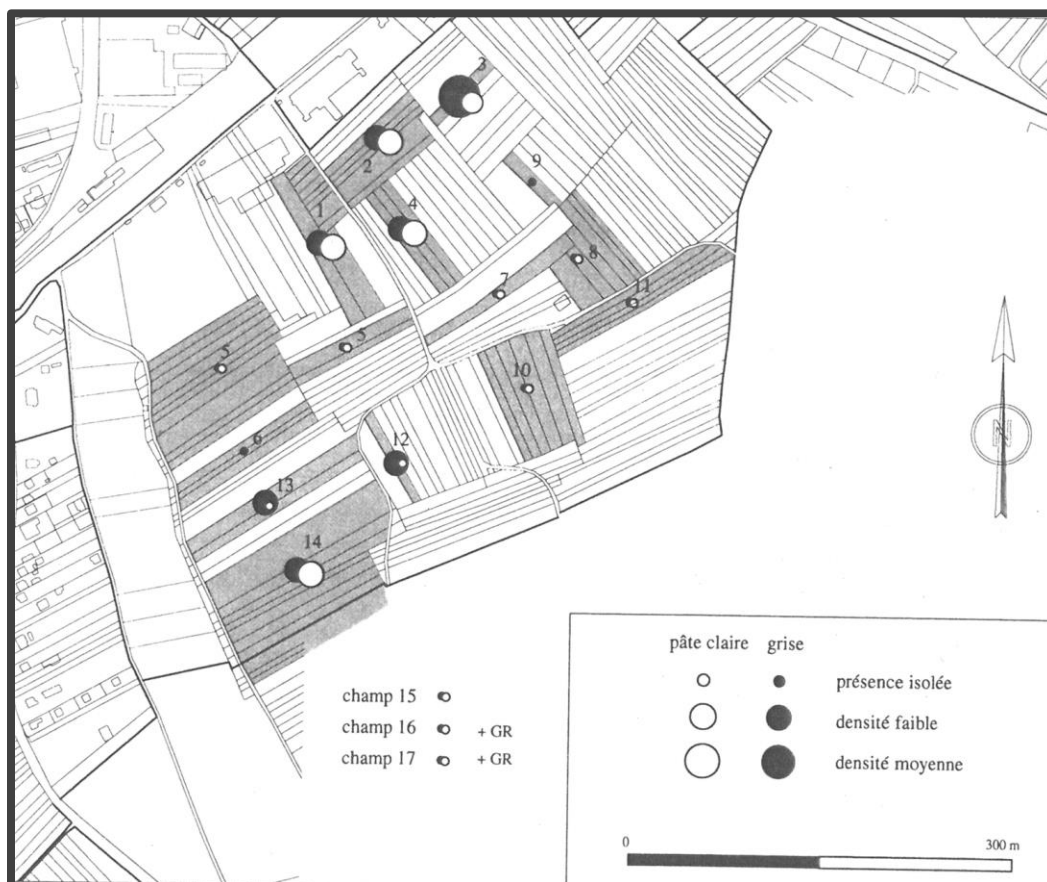 3
2
9
1
4
8
7
11
5
5
10
12
6
13
14
N
pâte claire grise
présence isolée
densité faible
densité moyenne
champ 15
champ 16 + GR
champ 17 + GR
0 300 m